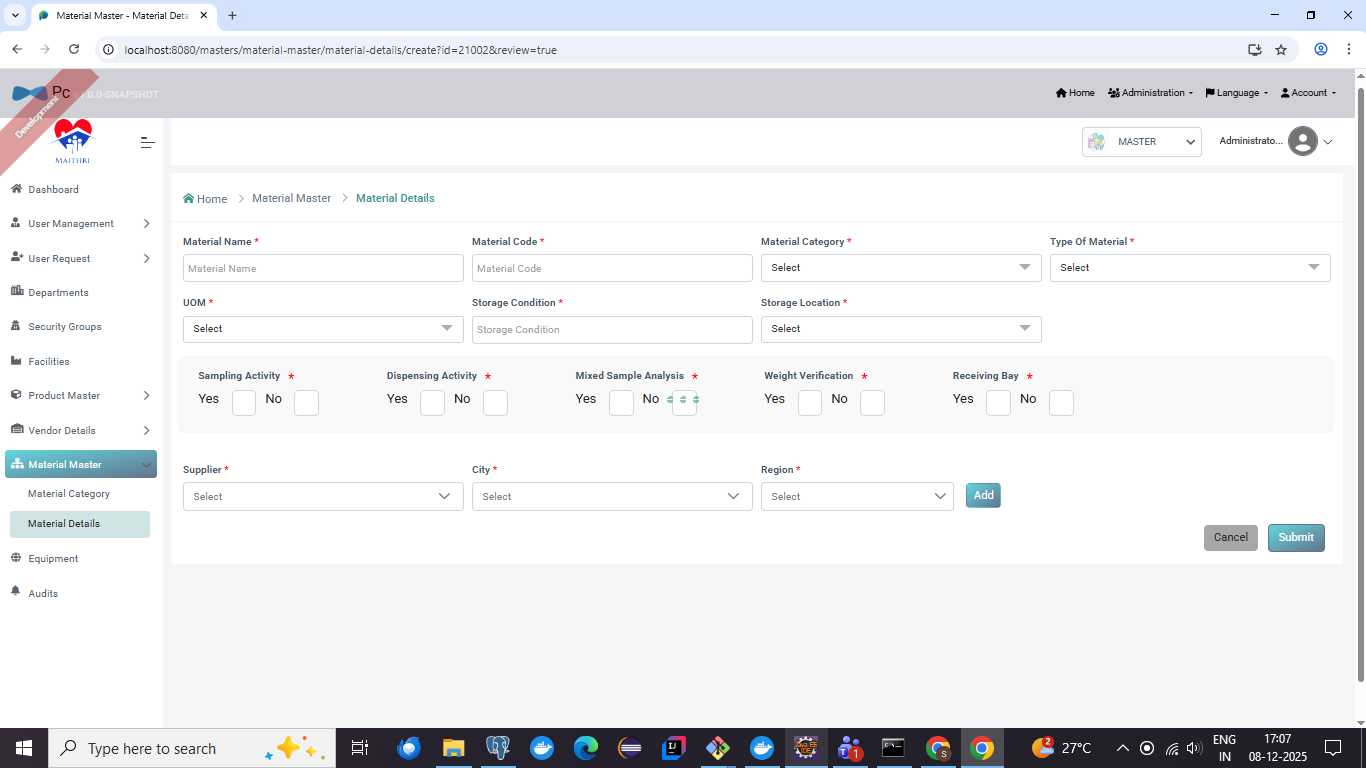 Material Master - Material Deta
localhost:8080/masters/material-master/material-details/create?id=21002&review=true
Pc v1.0.0-SNAPSHOT
Development
Home
Administration
Language
Account
MAITHRI
MASTER
Administrato...
Dashboard
User Management
User Request
Departments
Security Groups
Facilities
Product Master
Vendor Details
Material Master
Material Category
Material Details
Equipment
Audits
Home > Material Master > Material Details
Material Name * Material Code * Material Category * Type Of Material *
Material Name Material Code Select Select
UOM * Storage Condition * Storage Location *
Select Storage Condition Select
Sampling Activity * Dispensing Activity * Mixed Sample Analysis * Weight Verification * Receiving Bay *
Yes No Yes No Yes No Yes No Yes No
Supplier * City * Region *
Select Select Select Add
Cancel Submit
Type here to search
2
27°C
1
S
ENG
IN
17:07
08-12-2025